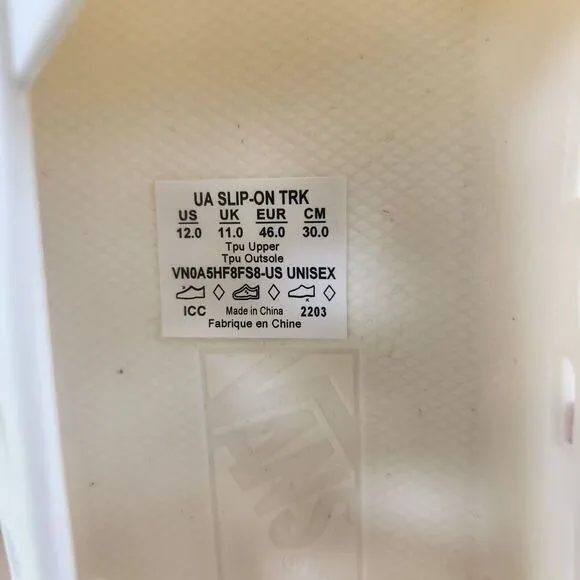 UA SLIP-ON TRK
US UK EUR CM
12.0 11.0 46.0 30.0
Tpu Upper
Tpu Outsole
VN0A5HF8FS8-US UNISEX
ICC Made in China 2203
Fabrique en Chine
VANS